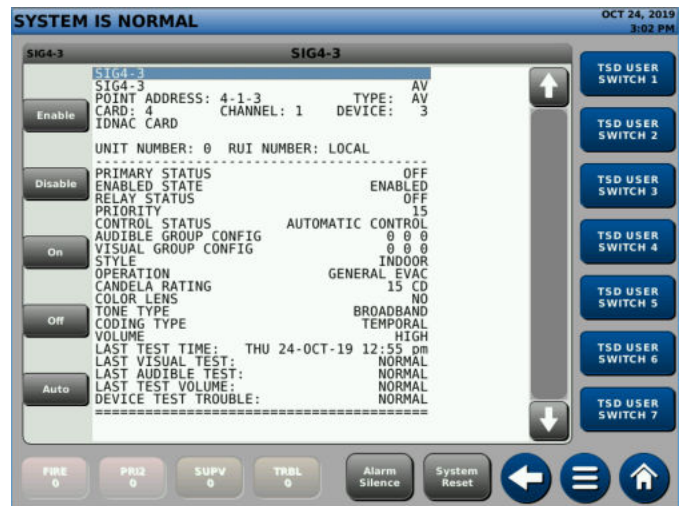 SYSTEM IS NORMAL
OCT 24, 2019
3:02 PM
SIG4-3
SIG4-3
Enable
Disable
On
Off
Auto
SIG4-3
SIG4-3 AV
POINT ADDRESS: 4-1-3 TYPE: AV
CARD: 4 CHANNEL: 1 DEVICE: 3
IDNAC CARD
UNIT NUMBER: 0 RUI NUMBER: LOCAL
----------------------------------------
PRIMARY STATUS OFF
ENABLED STATE ENABLED
RELAY STATUS OFF
PRIORITY 15
CONTROL STATUS AUTOMATIC CONTROL
AUDIBLE GROUP CONFIG 0 0 0
VISUAL GROUP CONFIG 0 0 0
STYLE INDOOR
OPERATION GENERAL EVAC
CANDELA RATING 15 CD
COLOR LENS NO
TONE TYPE BROADBAND
CODING TYPE TEMPORAL
VOLUME HIGH
LAST TEST TIME: THU 24-OCT-19 12:55 pm
LAST VISUAL TEST: NORMAL
LAST AUDIBLE TEST: NORMAL
LAST TEST VOLUME: NORMAL
DEVICE TEST TROUBLE: NORMAL
========================================
TSD USER
SWITCH 1
TSD USER
SWITCH 2
TSD USER
SWITCH 3
TSD USER
SWITCH 4
TSD USER
SWITCH 5
TSD USER
SWITCH 6
TSD USER
SWITCH 7
FIRE
0
PRI2
0
SUPV
0
TRBL
0
Alarm
Silence
System
Reset